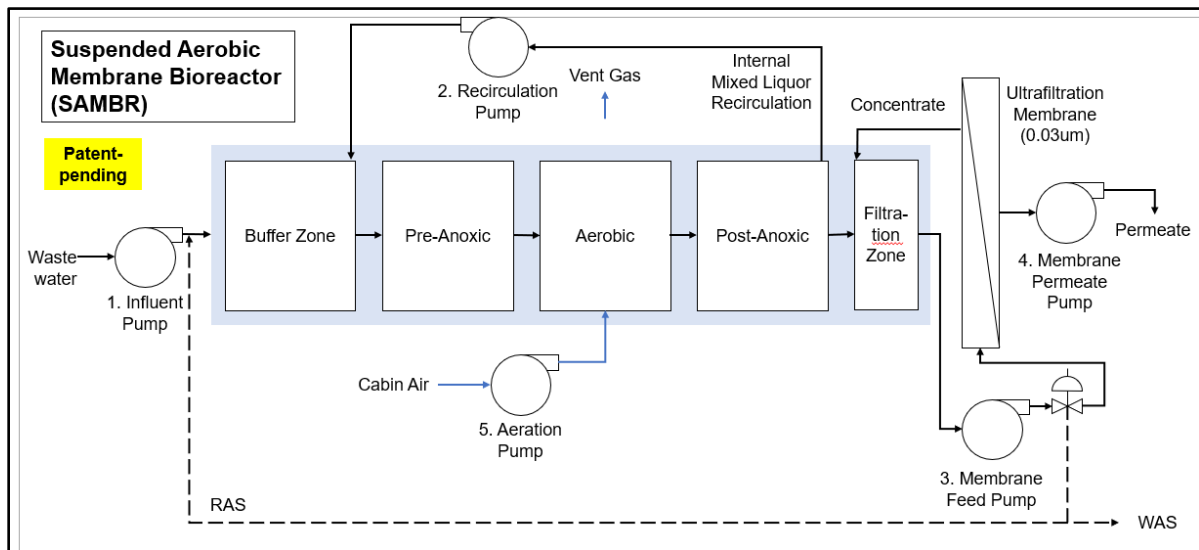 Suspended Aerobic
Membrane Bioreactor
(SAMBR)
Patent-
pending
2. Recirculation
Pump
Vent Gas
Internal
Mixed Liquor
Recirculation
Concentrate
Ultrafiltration
Membrane
(0.03um)
Waste
water
1. Influent
Pump
Buffer Zone
Pre-Anoxic
Aerobic
Post-Anoxic
Filtra-
tion
Zone
4. Membrane
Permeate
Pump
Permeate
Cabin Air
5. Aeration
Pump
3. Membrane
Feed Pump
RAS
WAS